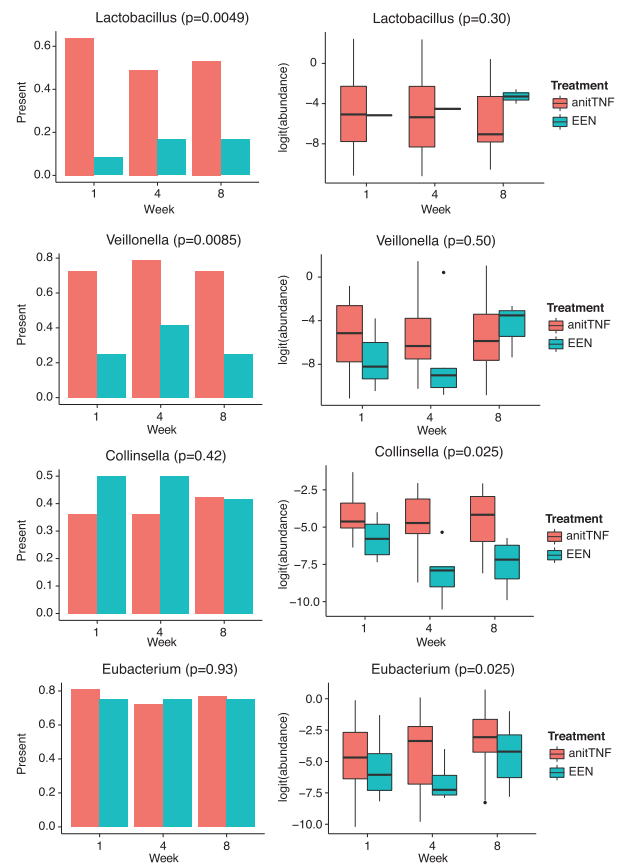 Lactobacillus (p=0.0049)
Present
0.6
0.4
0.2
0.0
1
4
8
Week
Lactobacillus (p=0.30)
logit(abundance)
0
−4
−8
1
4
8
Week
Treatment
anitTNF
EEN
Veillonella (p=0.0085)
Present
0.8
0.6
0.4
0.2
0.0
1
4
8
Week
Veillonella (p=0.50)
logit(abundance)
0
−4
−8
1
4
8
Week
Treatment
anitTNF
EEN
Collinsella (p=0.42)
Present
0.5
0.4
0.3
0.2
0.1
0.0
1
4
8
Week
Collinsella (p=0.025)
logit(abundance)
−2.5
−5.0
−7.5
−10.0
1
4
8
Week
Treatment
anitTNF
EEN
Eubacterium (p=0.93)
Present
0.8
0.6
0.4
0.2
0.0
1
4
8
Week
Eubacterium (p=0.025)
logit(abundance)
0.0
−2.5
−5.0
−7.5
−10.0
1
4
8
Week
Treatment
anitTNF
EEN